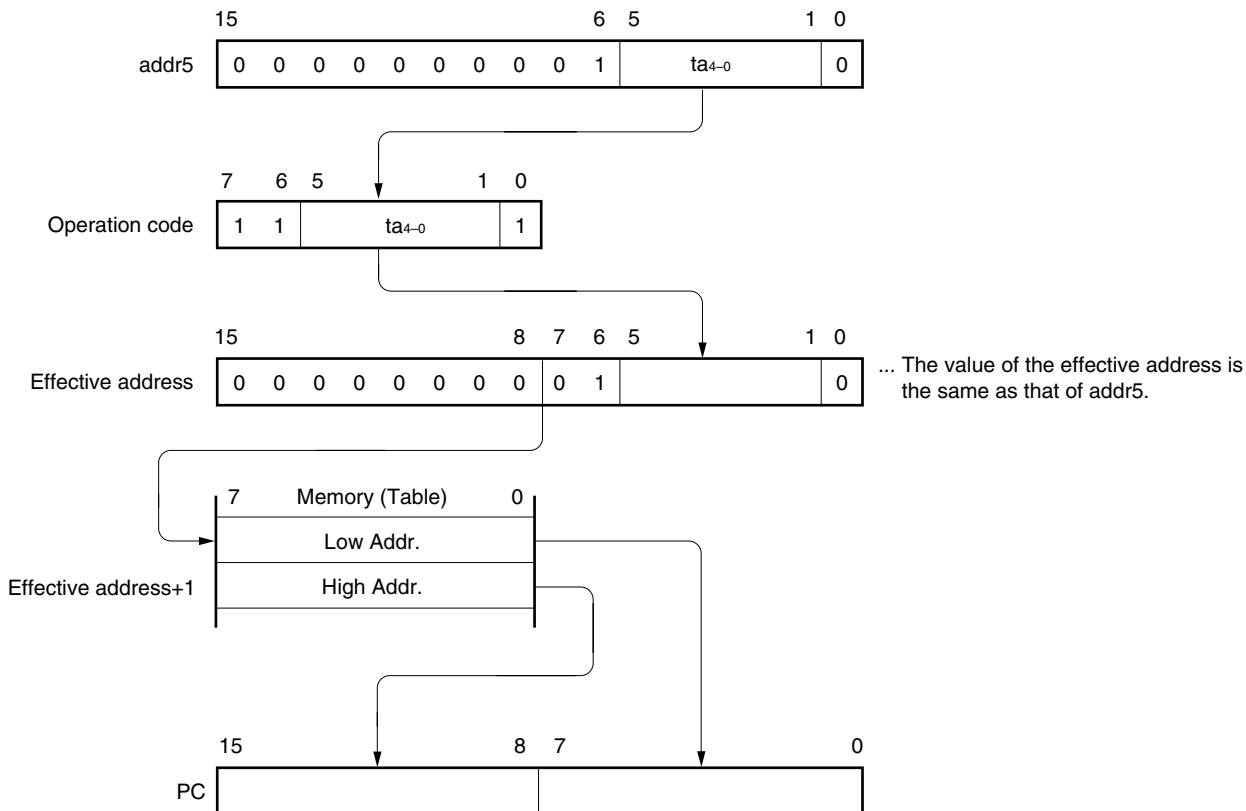 15 6 5 1 0
addr5 0 0 0 0 0 0 0 0 0 1 ta4–0 0
7 6 5 1 0
Operation code 1 1 ta4–0 1
15 8 7 6 5 1 0
Effective address 0 0 0 0 0 0 0 0 0 1 0 ... The value of the effective address is
the same as that of addr5.
7 Memory (Table) 0
Low Addr.
Effective address+1 High Addr.
15 8 7 0
PC